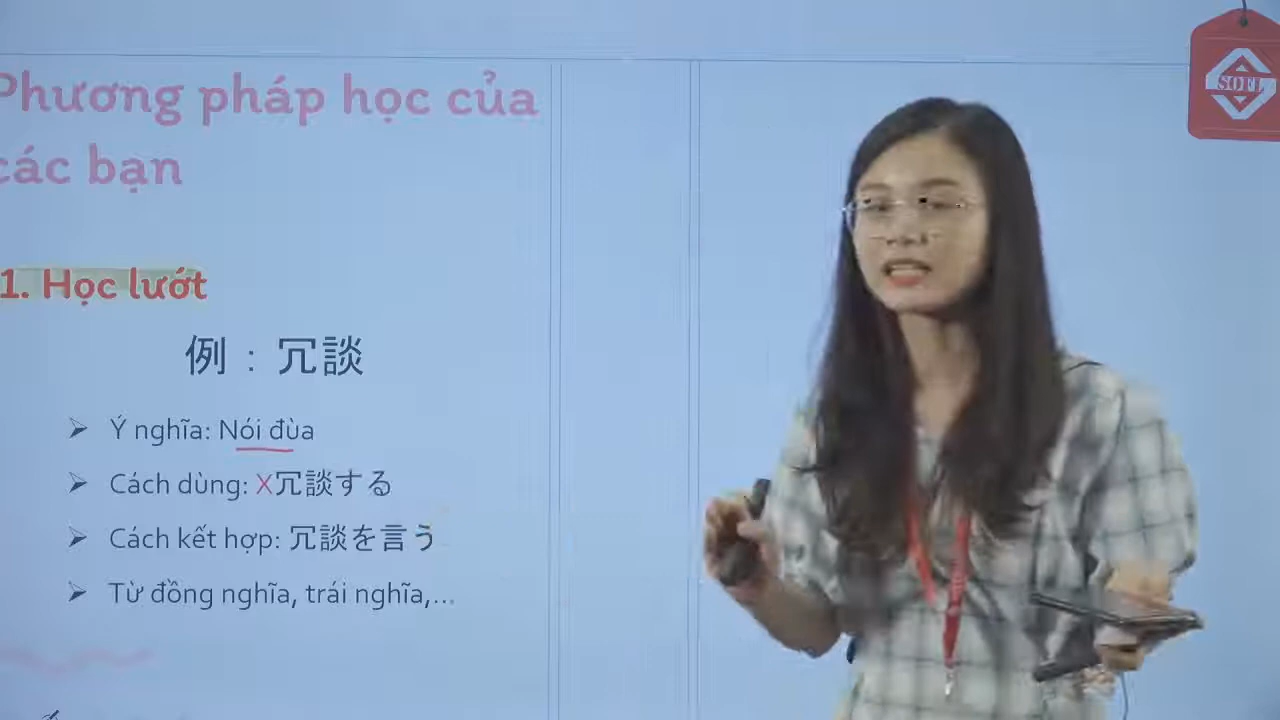 Phương pháp học của
các bạn
1. Học lướt
例：冗談
Ý nghĩa: Nói đùa
Cách dùng: X冗談する
Cách kết hợp: 冗談を言う
Từ đồng nghĩa, trái nghĩa,...
SOFL